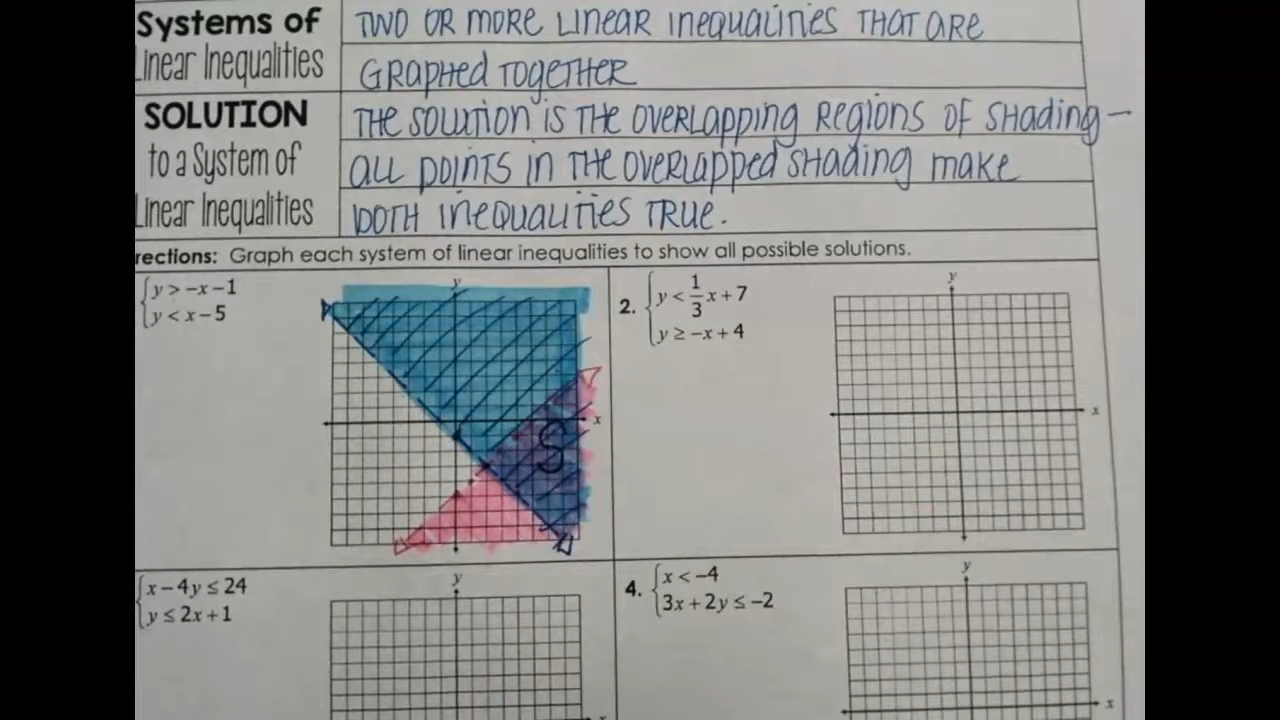 Systems of
Linear Inequalities
TWO OR MORE LINEAR INEQUALITIES THAT ARE
GRAPHED TOGETHER
SOLUTION
to a System of
Linear Inequalities
THE SOLUTION IS THE OVERLAPPING REGIONS OF SHADING –
ALL POINTS IN THE OVERLAPPED SHADING MAKE
BOTH INEQUALITIES TRUE.
rections: Graph each system of linear inequalities to show all possible solutions.
y > -x - 1
y < x - 5
y
x
S
2.
y < 1/3 x + 7
y ≥ -x + 4
y
x
x - 4y ≤ 24
y ≤ 2x + 1
y
4.
x < -4
3x + 2y ≤ -2
y
x